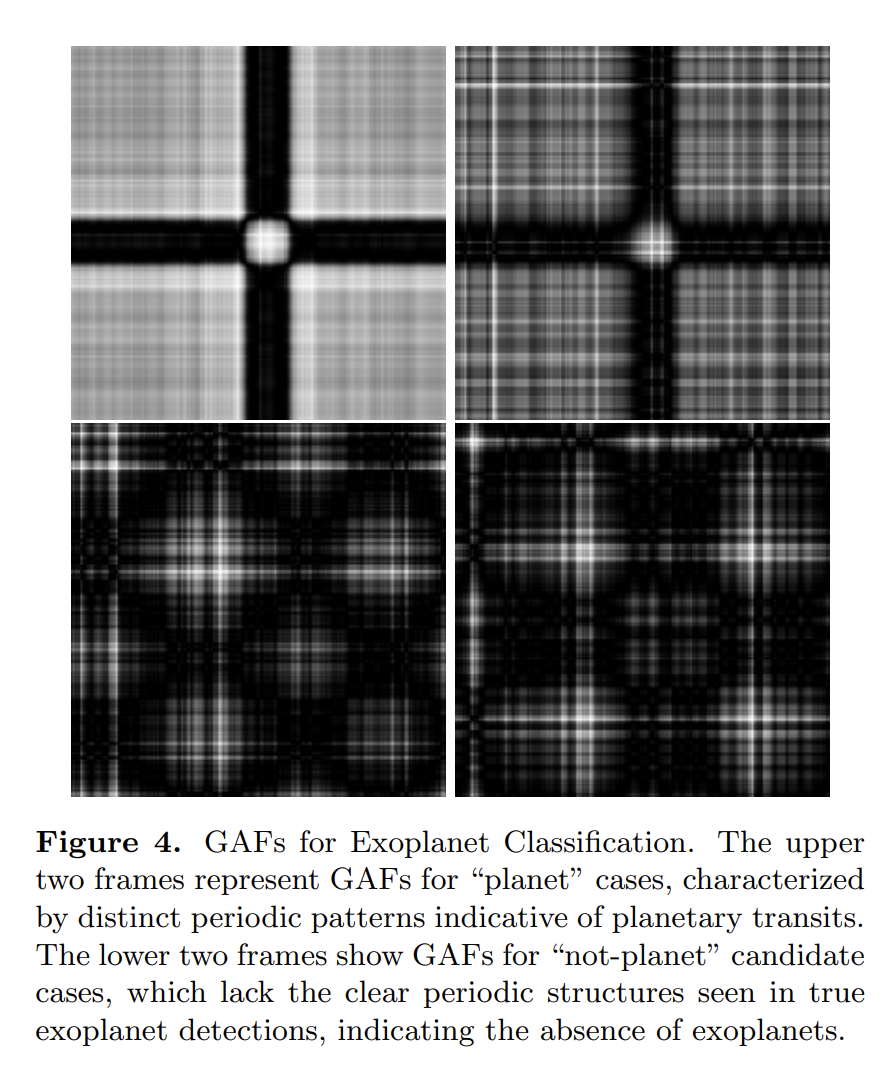 Figure 4. GAFs for Exoplanet Classification. The upper
two frames represent GAFs for “planet” cases, characterized
by distinct periodic patterns indicative of planetary transits.
The lower two frames show GAFs for “not-planet” candidate
cases, which lack the clear periodic structures seen in true
exoplanet detections, indicating the absence of exoplanets.